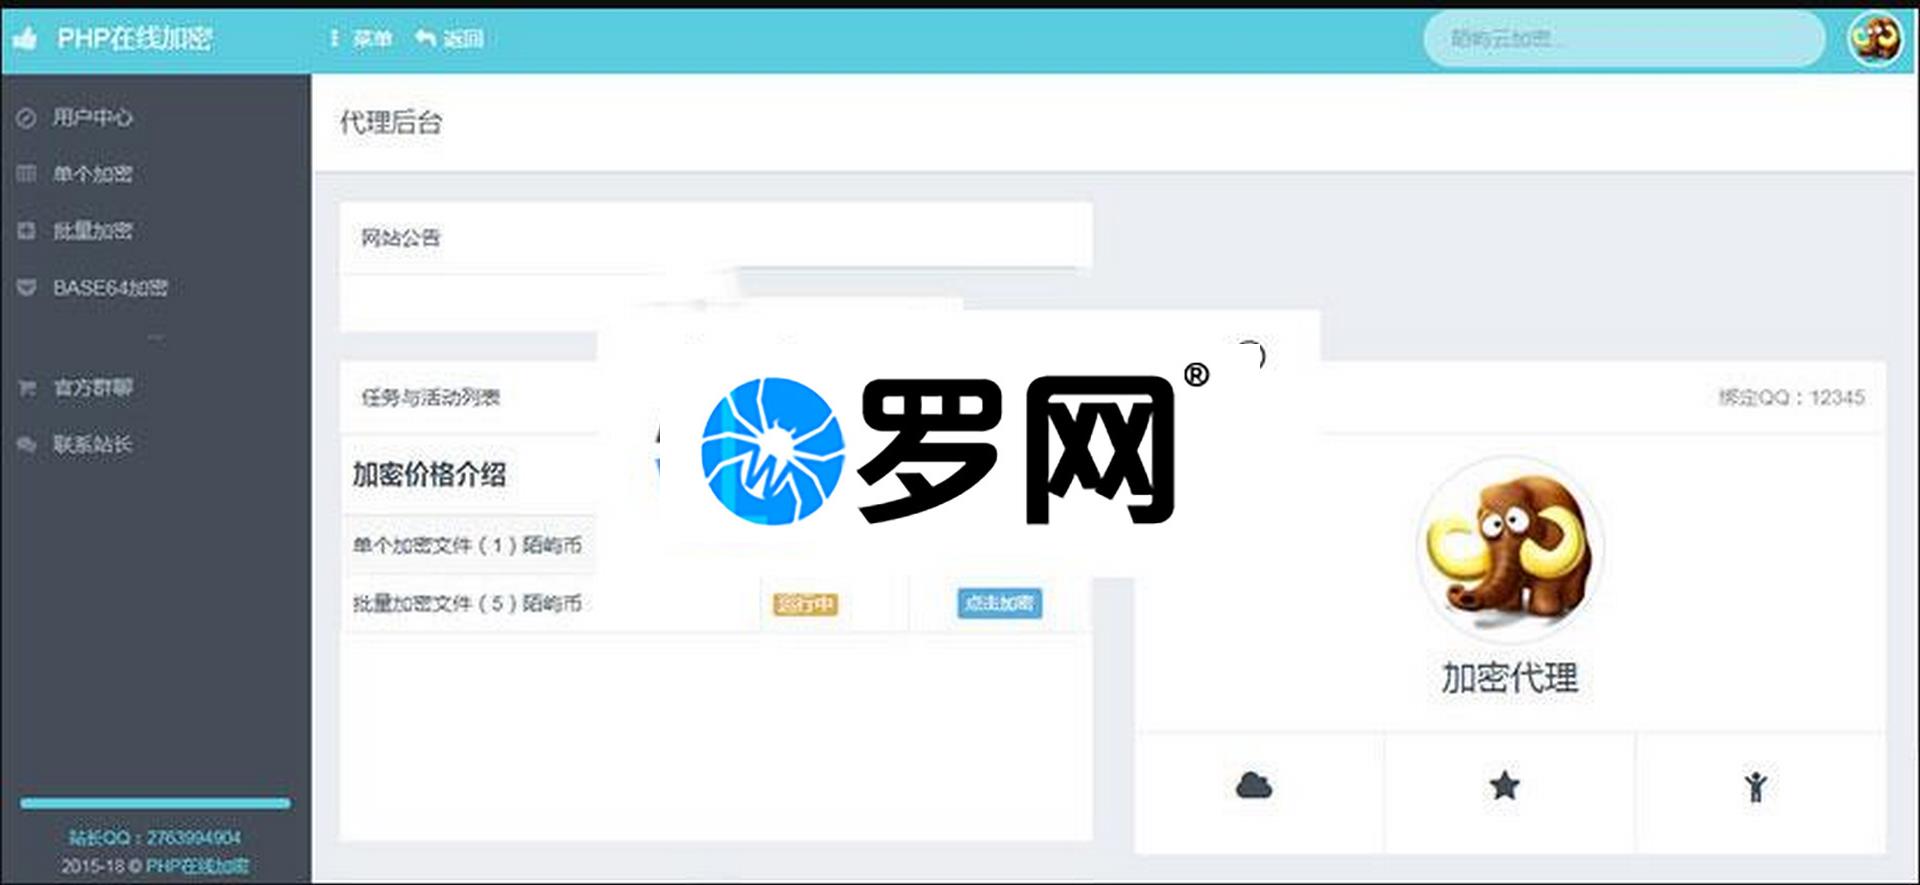 PHP在线加密
菜单 返回
陌屿云加密...
用户中心
单个加密
批量加密
BASE64加密
官方群聊
联系站长
站长QQ：2763994904
2015-18 © PHP在线加密
代理后台
网站公告
任务与活动列表
加密价格介绍
单个加密文件（1）陌屿币
批量加密文件（5）陌屿币
运行中
点击加密
罗网®
绑定QQ：12345
加密代理